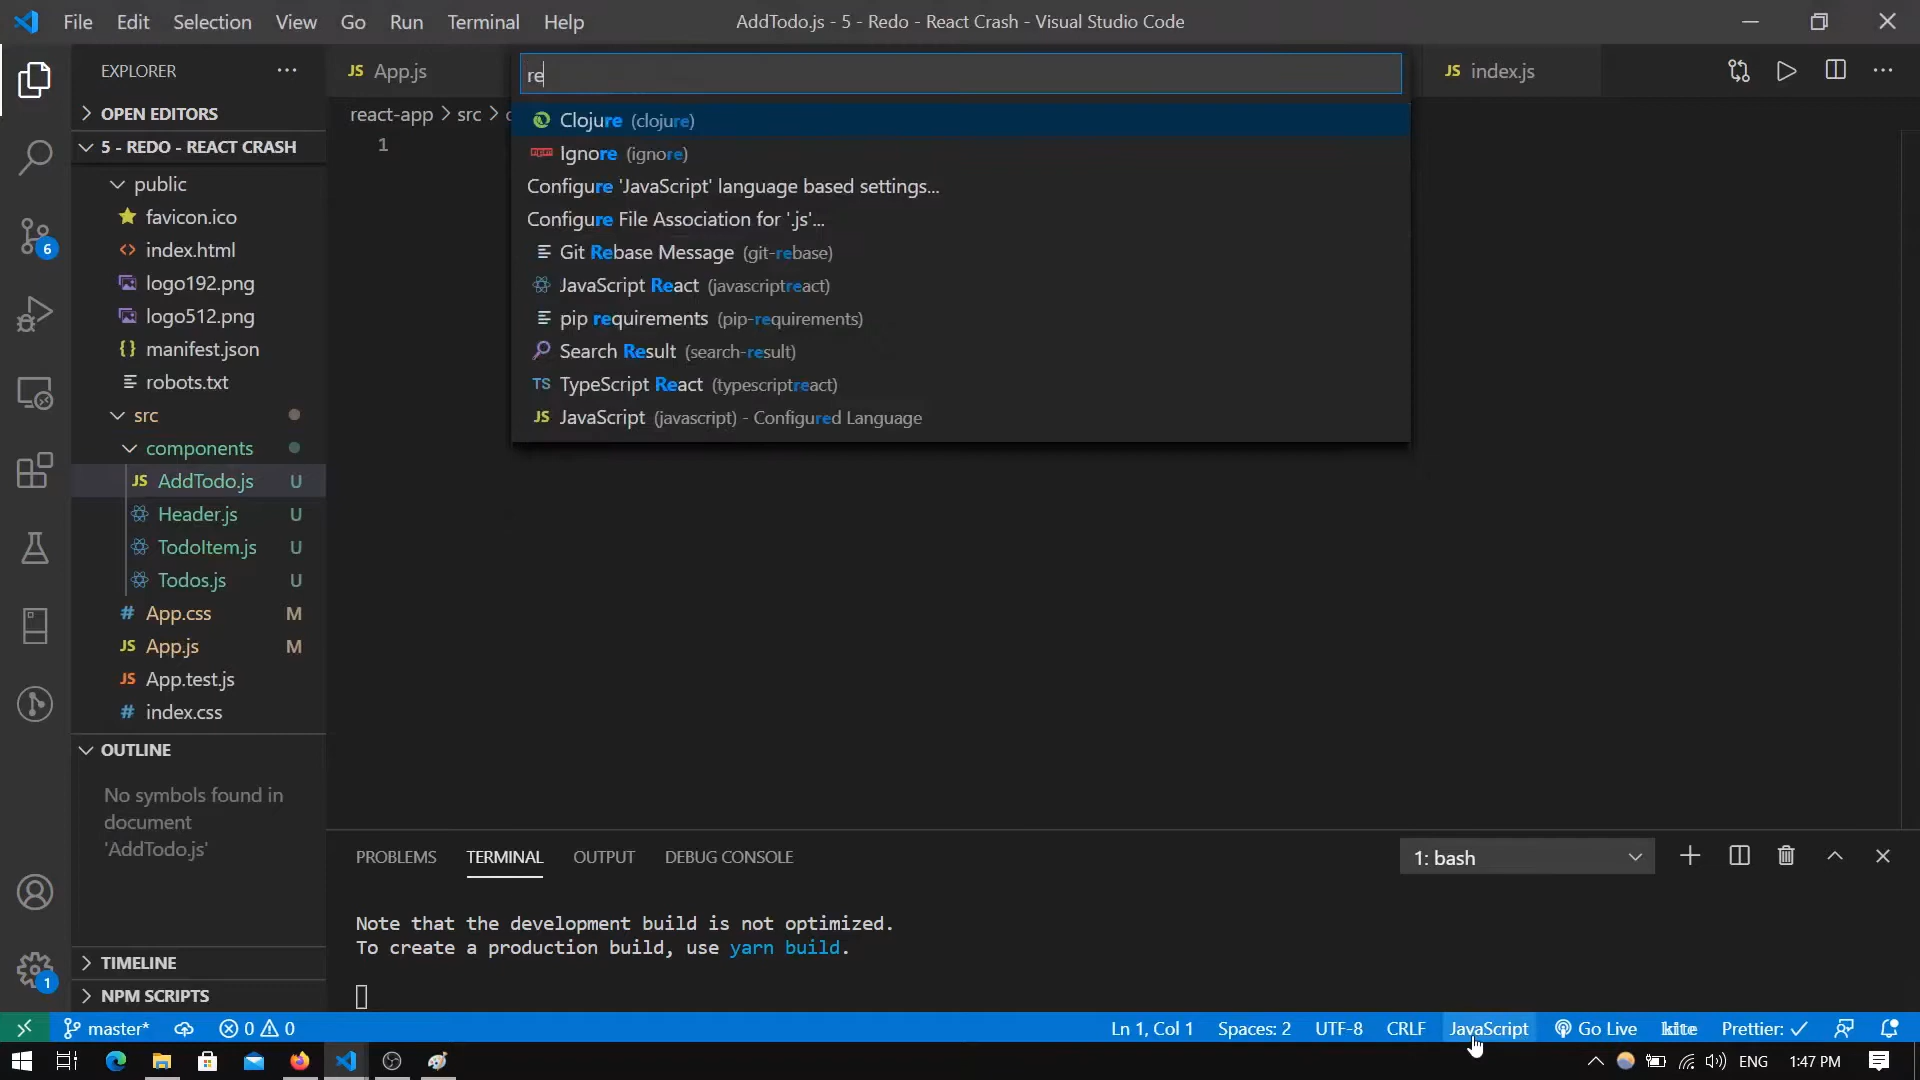 File Edit Selection View Go Run Terminal Help
AddTodo.js - 5 - Redo - React Crash - Visual Studio Code
EXPLORER
OPEN EDITORS
5 - REDO - REACT CRASH
public
favicon.ico
index.html
logo192.png
logo512.png
manifest.json
robots.txt
src
components
JS AddTodo.js U
Header.js U
TodoItem.js U
Todos.js U
# App.css M
JS App.js M
JS App.test.js
# index.css
OUTLINE
No symbols found in
document
'AddTodo.js'
TIMELINE
NPM SCRIPTS
6
1
JS App.js
JS index.js
react-app > src >
1
re
Clojure (clojure)
Ignore (ignore)
Configure 'JavaScript' language based settings...
Configure File Association for '.js'...
Git Rebase Message (git-rebase)
JavaScript React (javascriptreact)
pip requirements (pip-requirements)
Search Result (search-result)
TS TypeScript React (typescriptreact)
JS JavaScript (javascript) - Configured Language
PROBLEMS TERMINAL OUTPUT DEBUG CONSOLE
1: bash
Note that the development build is not optimized.
To create a production build, use yarn build.
master* 0 0
Ln 1, Col 1 Spaces: 2 UTF-8 CRLF JavaScript Go Live kite Prettier: ✓
ENG 1:47 PM